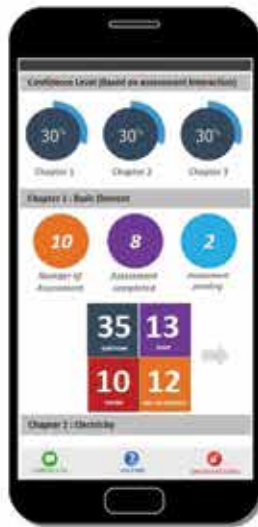 Confidence Level (Based on assessment Interaction)
30% 30% 30%
Chapter 1 Chapter 2 Chapter 3
Chapter 1 : Basic Element
10 8 2
Number of Assessment
Assessment completed
Assessment pending
35 13
10 12
Chapter 2 : Electricity